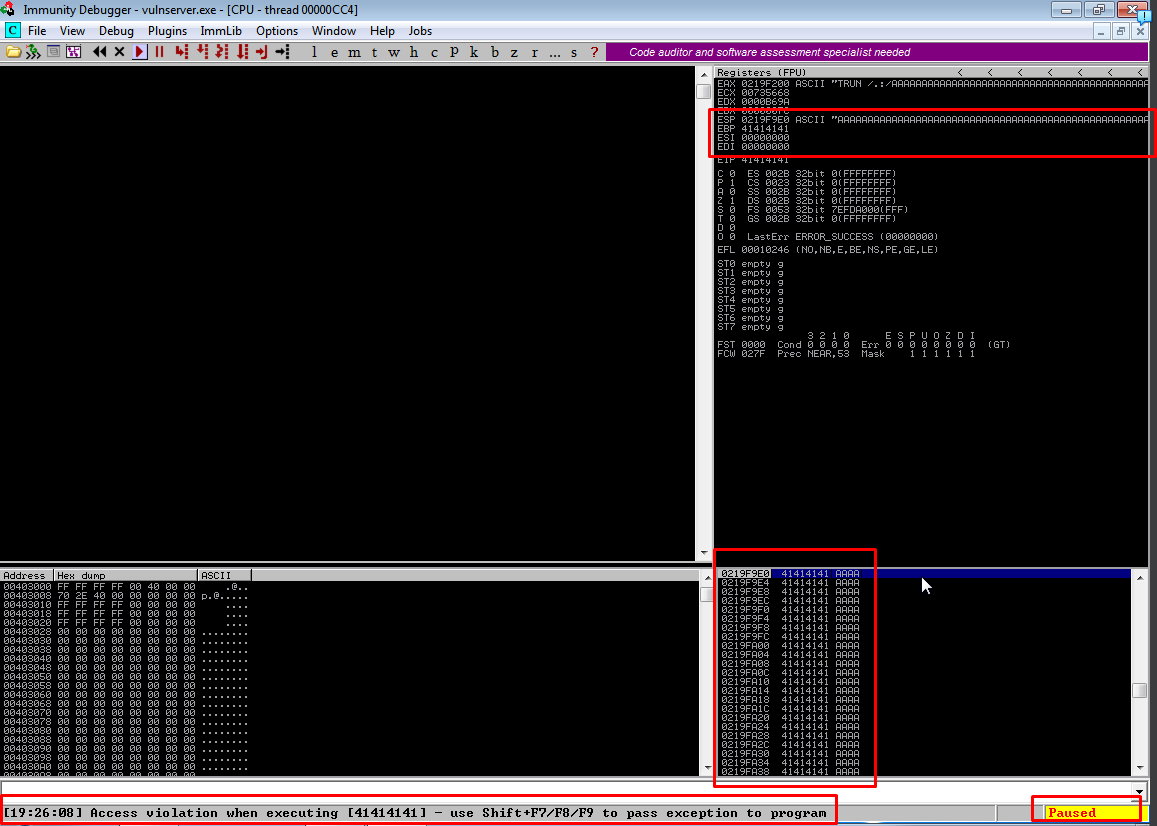 Immunity Debugger - vulnserver.exe - [CPU - thread 00000CC4]
C File View Debug Plugins ImmLib Options Window Help Jobs
l e m t w h c P k b z r ... s ? Code auditor and software assessment specialist needed
Registers (FPU) < < < < < < <
EAX 0219F200 ASCII "TRUN /.:/AAAAAAAAAAAAAAAAAAAAAAAAAAAAAAAAAAAAAAAAAAA
ECX 00735668
EDX 0000B69A
ESP 0219F9E0 ASCII "AAAAAAAAAAAAAAAAAAAAAAAAAAAAAAAAAAAAAAAAAAAAAAAAAAAA
EBP 41414141
ESI 00000000
EDI 00000000
EIP 41414141
C 0 ES 002B 32bit 0(FFFFFFFF)
P 1 CS 0023 32bit 0(FFFFFFFF)
A 0 SS 002B 32bit 0(FFFFFFFF)
Z 1 DS 002B 32bit 0(FFFFFFFF)
S 0 FS 0053 32bit 7EFDA000(FFF)
T 0 GS 002B 32bit 0(FFFFFFFF)
D 0
O 0 LastErr ERROR_SUCCESS (00000000)
EFL 00010246 (NO,NB,E,BE,NS,PE,GE,LE)
ST0 empty g
ST1 empty g
ST2 empty g
ST3 empty g
ST4 empty g
ST5 empty g
ST6 empty g
ST7 empty g
3 2 1 0 E S P U O Z D I
FST 0000 Cond 0 0 0 0 Err 0 0 0 0 0 0 0 0 (GT)
FCW 027F Prec NEAR,53 Mask 1 1 1 1 1 1
Address Hex dump ASCII
00403000 FF FF FF FF 00 40 00 00 .@..
00403008 70 2E 40 00 00 00 00 00 p.@.....
00403010 FF FF FF FF 00 00 00 00 ....
00403018 FF FF FF FF 00 00 00 00 ....
00403020 FF FF FF FF 00 00 00 00 ....
00403028 00 00 00 00 00 00 00 00 ........
00403030 00 00 00 00 00 00 00 00 ........
00403038 00 00 00 00 00 00 00 00 ........
00403040 00 00 00 00 00 00 00 00 ........
00403048 00 00 00 00 00 00 00 00 ........
00403050 00 00 00 00 00 00 00 00 ........
00403058 00 00 00 00 00 00 00 00 ........
00403060 00 00 00 00 00 00 00 00 ........
00403068 00 00 00 00 00 00 00 00 ........
00403070 00 00 00 00 00 00 00 00 ........
00403078 00 00 00 00 00 00 00 00 ........
00403080 00 00 00 00 00 00 00 00 ........
00403088 00 00 00 00 00 00 00 00 ........
00403090 00 00 00 00 00 00 00 00 ........
00403098 00 00 00 00 00 00 00 00 ........
004030A0 00 00 00 00 00 00 00 00 ........
0219F9E0 41414141 AAAA
0219F9E4 41414141 AAAA
0219F9E8 41414141 AAAA
0219F9EC 41414141 AAAA
0219F9F0 41414141 AAAA
0219F9F4 41414141 AAAA
0219F9F8 41414141 AAAA
0219F9FC 41414141 AAAA
0219FA00 41414141 AAAA
0219FA04 41414141 AAAA
0219FA08 41414141 AAAA
0219FA0C 41414141 AAAA
0219FA10 41414141 AAAA
0219FA14 41414141 AAAA
0219FA18 41414141 AAAA
0219FA1C 41414141 AAAA
0219FA20 41414141 AAAA
0219FA24 41414141 AAAA
0219FA28 41414141 AAAA
0219FA2C 41414141 AAAA
0219FA30 41414141 AAAA
0219FA34 41414141 AAAA
0219FA38 41414141 AAAA
[19:26:08] Access violation when executing [41414141] - use Shift+F7/F8/F9 to pass exception to program
Paused